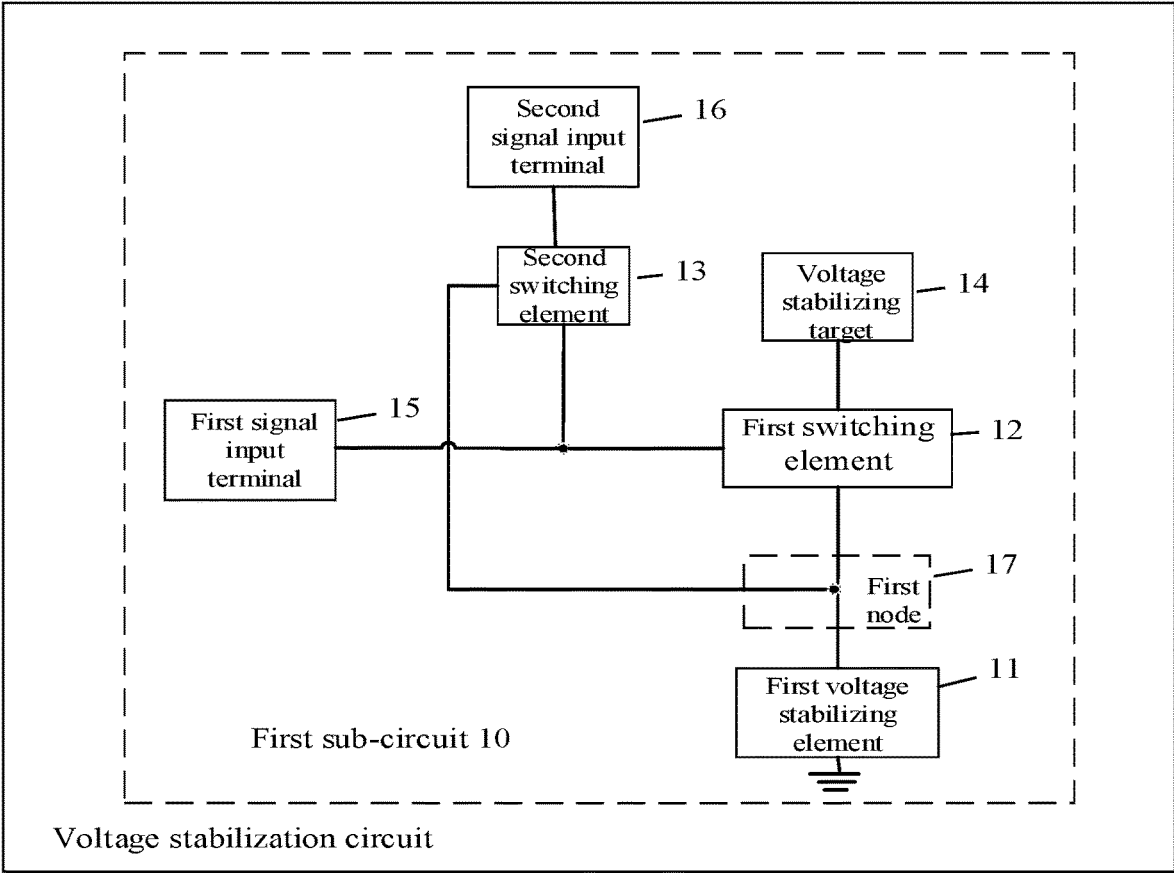 Second
signal input
terminal
16
Second
switching
element
13
Voltage
stabilizing
target
14
First signal
input
terminal
15
First switching
element
12
First
node
17
First voltage
stabilizing
element
11
First sub-circuit 10
Voltage stabilization circuit